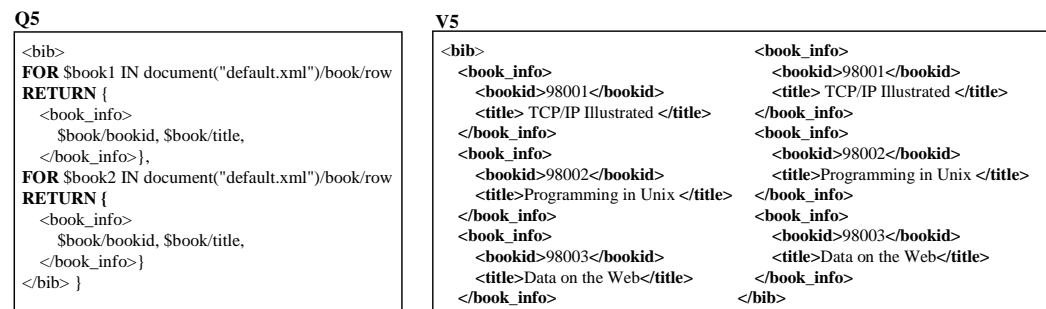 Q5
<bib>
FOR $book1 IN document("default.xml")/book/row
RETURN {
<book_info>
$book/bookid, $book/title,
</book_info>},
FOR $book2 IN document("default.xml")/book/row
RETURN {
<book_info>
$book/bookid, $book/title,
</book_info>}
</bib> }
V5
<bib>
<book_info>
<bookid>98001</bookid>
<title> TCP/IP Illustrated </title>
</book_info>
<book_info>
<bookid>98002</bookid>
<title>Programming in Unix </title>
</book_info>
<book_info>
<bookid>98003</bookid>
<title>Data on the Web</title>
</book_info>
<book_info>
<bookid>98001</bookid>
<title> TCP/IP Illustrated </title>
</book_info>
<book_info>
<bookid>98002</bookid>
<title>Programming in Unix </title>
</book_info>
<book_info>
<bookid>98003</bookid>
<title>Data on the Web</title>
</book_info>
</bib>